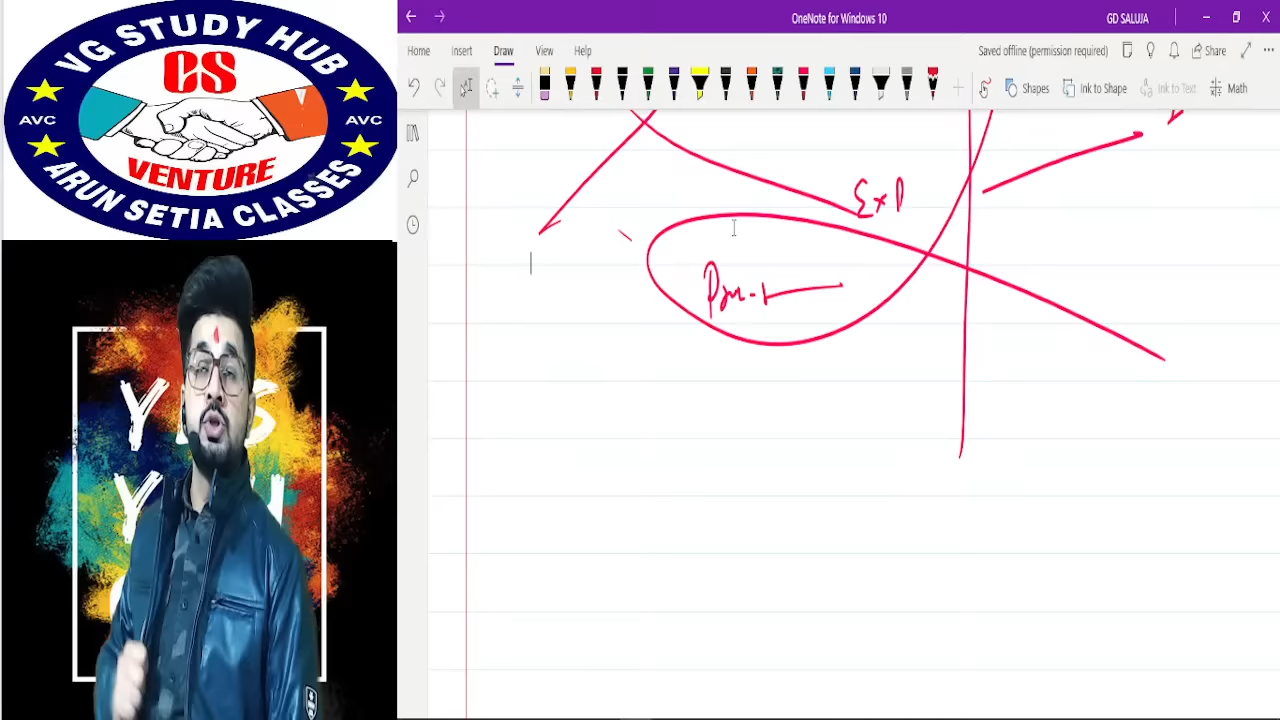 VG STUDY HUB
CS
AVC
AVC
VENTURE
ARUN SETIA CLASSES
OneNote for Windows 10
GD SALUJA
Home
Insert
Draw
View
Help
Saved offline (permission required)
Share
Shapes
Ink to Shape
Ink to Text
Math
Exp